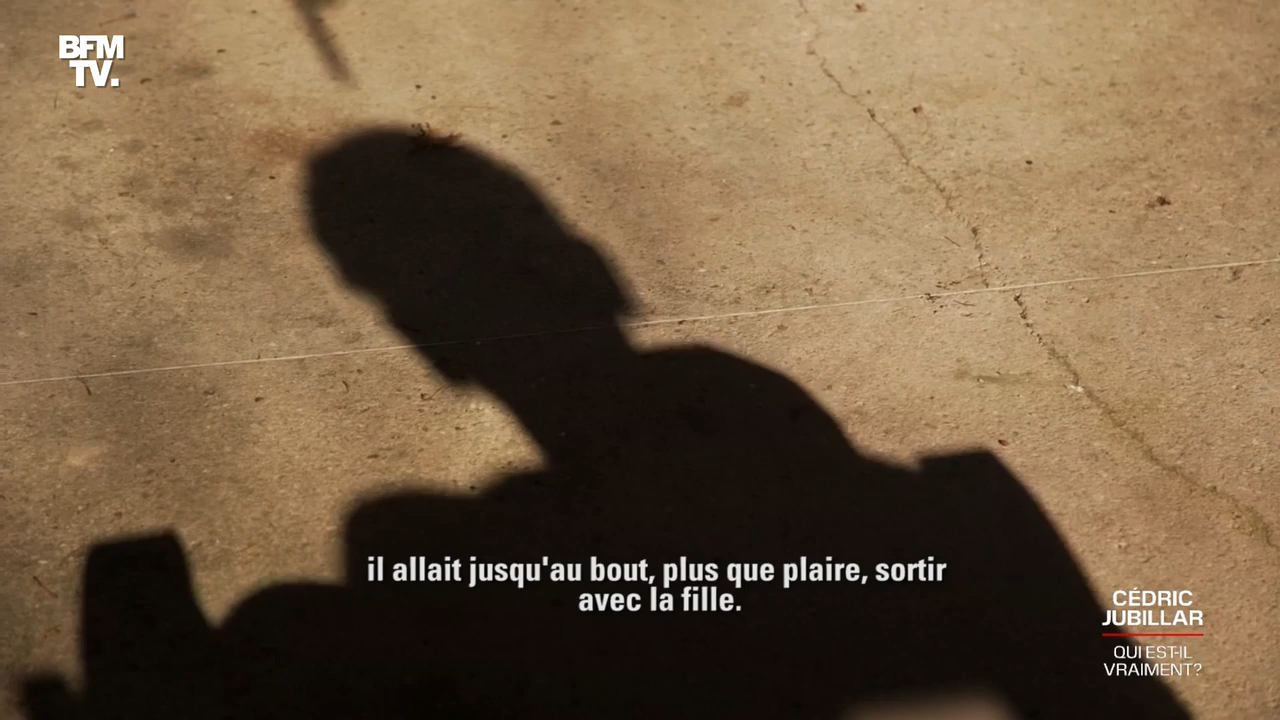 BFM
TV.
il allait jusqu'au bout, plus que plaire, sortir
avec la fille.
CÉDRIC
JUBILLAR
QUI EST-IL
VRAIMENT?